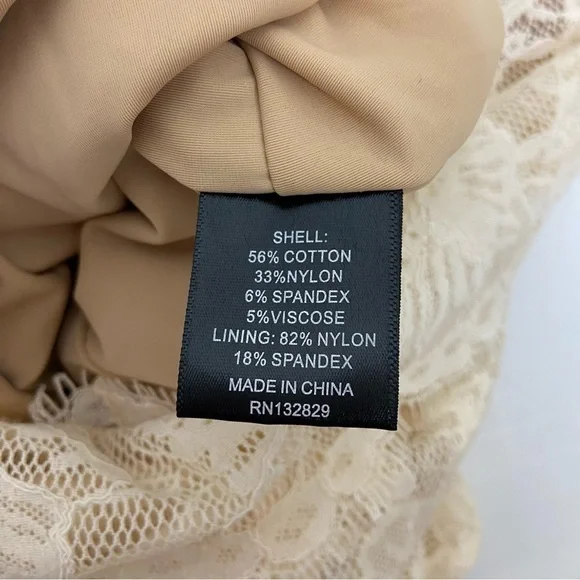 SHELL:
56% COTTON
33%NYLON
6% SPANDEX
5%VISCOSE
LINING: 82% NYLON
18% SPANDEX
MADE IN CHINA
RN132829